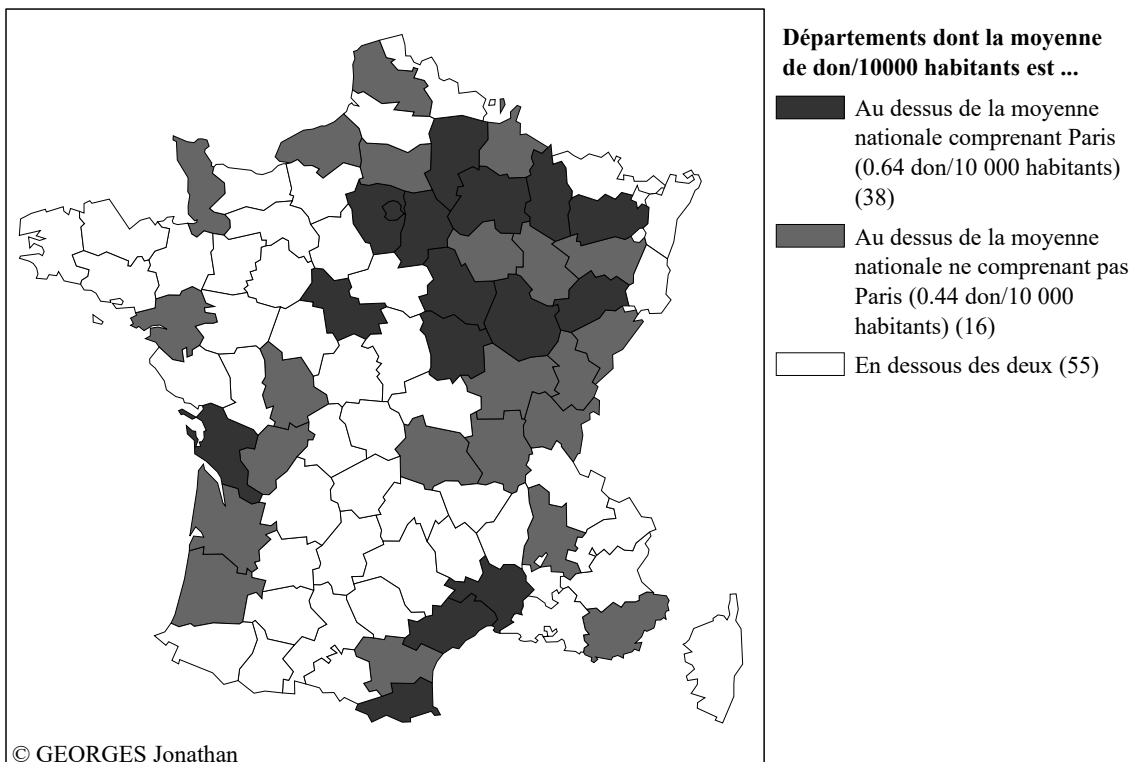 Départements dont la moyenne
de don/10000 habitants est ...
Au dessus de la moyenne
nationale comprenant Paris
(0.64 don/10 000 habitants)
(38)
Au dessus de la moyenne
nationale ne comprenant pas
Paris (0.44 don/10 000
habitants) (16)
En dessous des deux (55)
© GEORGES Jonathan